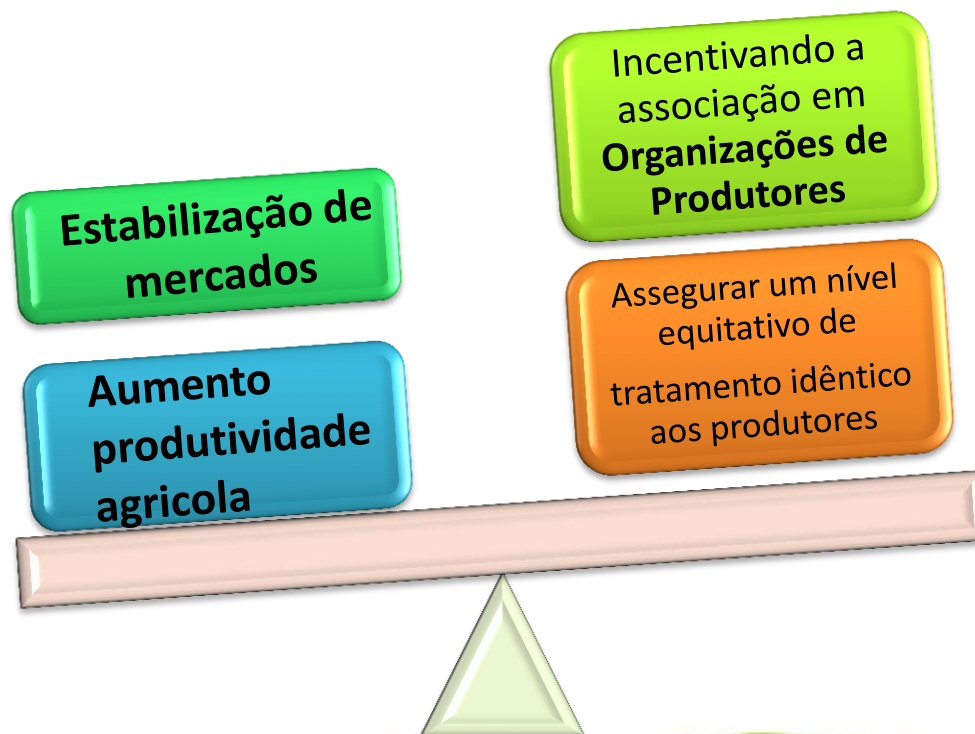 Estabilização de
mercados
Aumento
produtividade
agricola
Incentivando a
associação em
Organizações de
Produtores
Assegurar um nível
equitativo de
tratamento idêntico
aos produtores